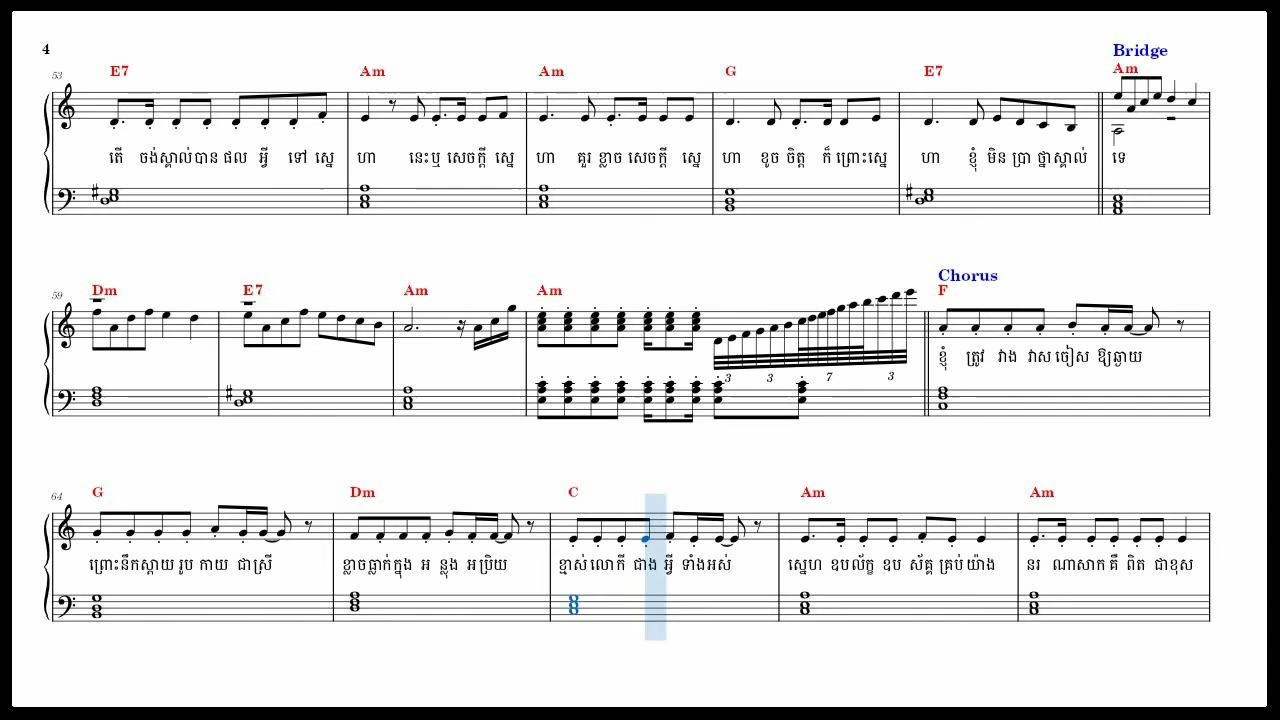 4
Bridge
53 E7 Am Am G E7 Am
តើ ចង់ស្គាល់បាន ផល អ្វី ទៅ ស្នេ ហា នេះឬ សេចក្ដី ស្នេ ហា គួរ ខ្លាច សេចក្ដី ស្នេ ហា ខូច ចិត្ត ក៏ ព្រោះស្នេ ហា ខ្ញុំ មិន ប្រា ថ្នាស្គាល់ ទេ
Chorus
59 Dm E7 Am Am F
3 3 7 3
ខ្ញុំ ត្រូវ វាង វាស ចៀស ឱ្យឆ្ងាយ
64 G Dm C Am Am
ព្រោះនឹកស្ដាយ រូប កាយ ជាស្រី ខ្លាចធ្លាក់ក្នុង អ ន្លុង អប្រិយ ខ្មាស់លោកី ជាង អ្វី ទាំងអស់ ស្នេហ ឧបល័ក្ខ ឧប ស័គ្គ គ្រប់យ៉ាង នរ ណាសាក គឺ ពិត ជាខុស